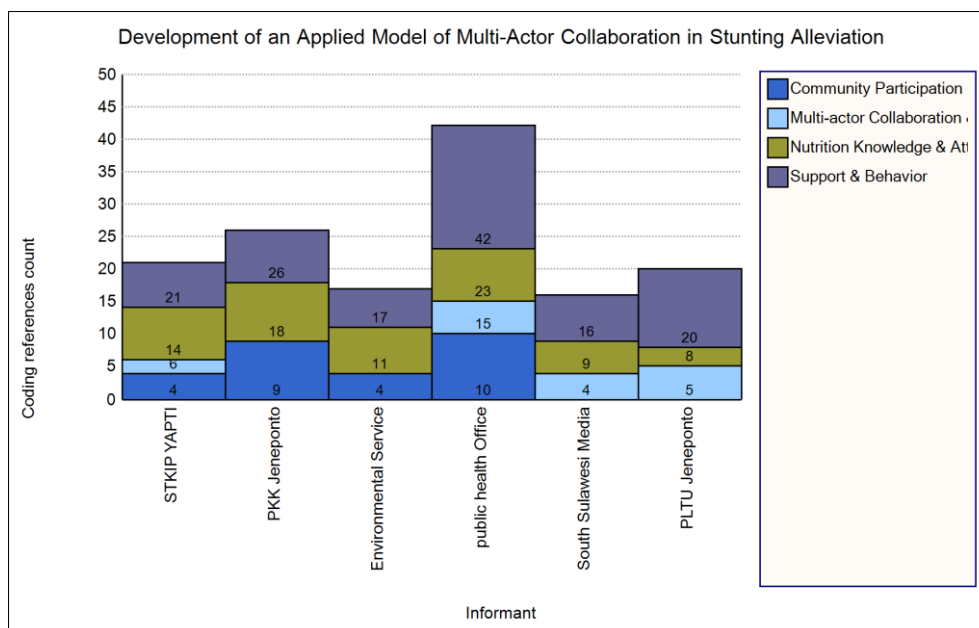 Development of an Applied Model of Multi-Actor Collaboration in Stunting Alleviation
Coding references count
50
45
40
35
30
25
20
15
10
5
0
21
14
6
4
26
18
9
17
11
4
42
23
15
10
16
9
4
20
8
5
STKIP YAPTI
PKK Jeneponto
Environmental Service
public health Office
South Sulawesi Media
PLTU Jeneponto
Informant
Community Participation
Multi-actor Collaboration &
Nutrition Knowledge & Att
Support & Behavior